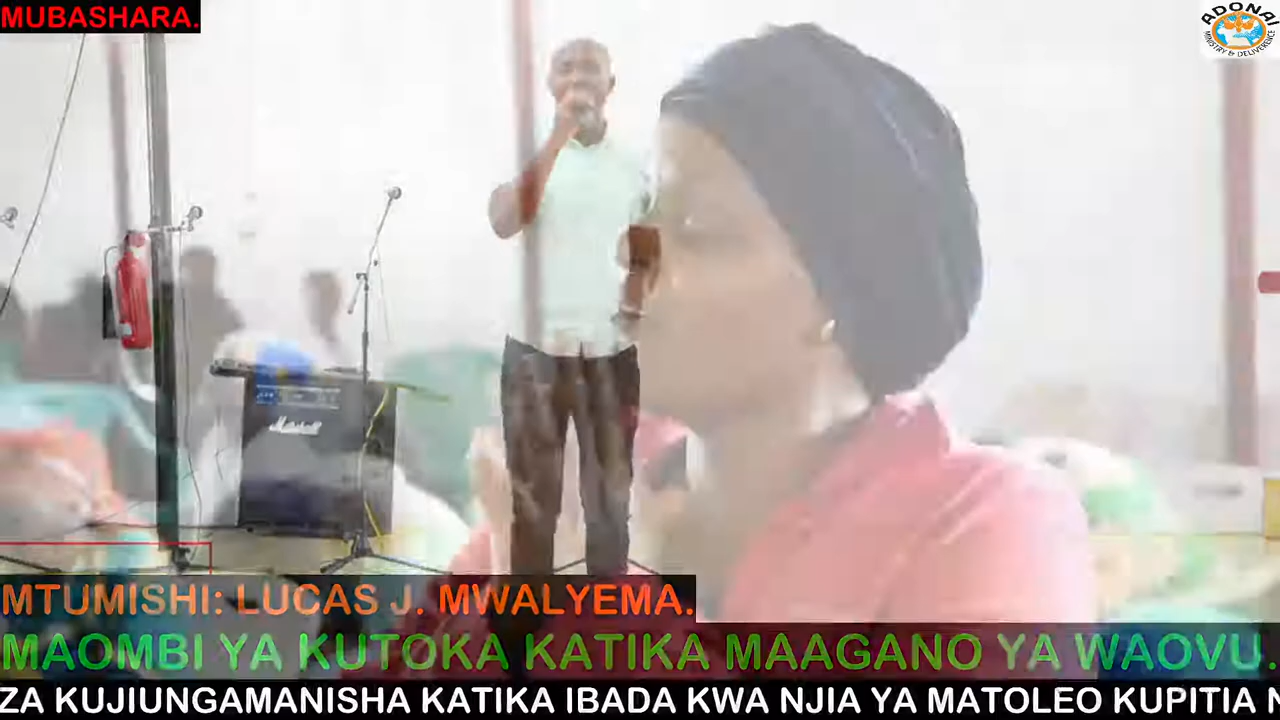 MUBASHARA.
ADONAI
MINISTRY & DELIVERENCE
Marshall
MTUMISHI: LUCAS J. MWALYEMA.
MAOMBI YA KUTOKA KATIKA MAAGANO YA WAOVU.
ZA KUJIUNGAMANISHA KATIKA IBADA KWA NJIA YA MATOLEO KUPITIA N